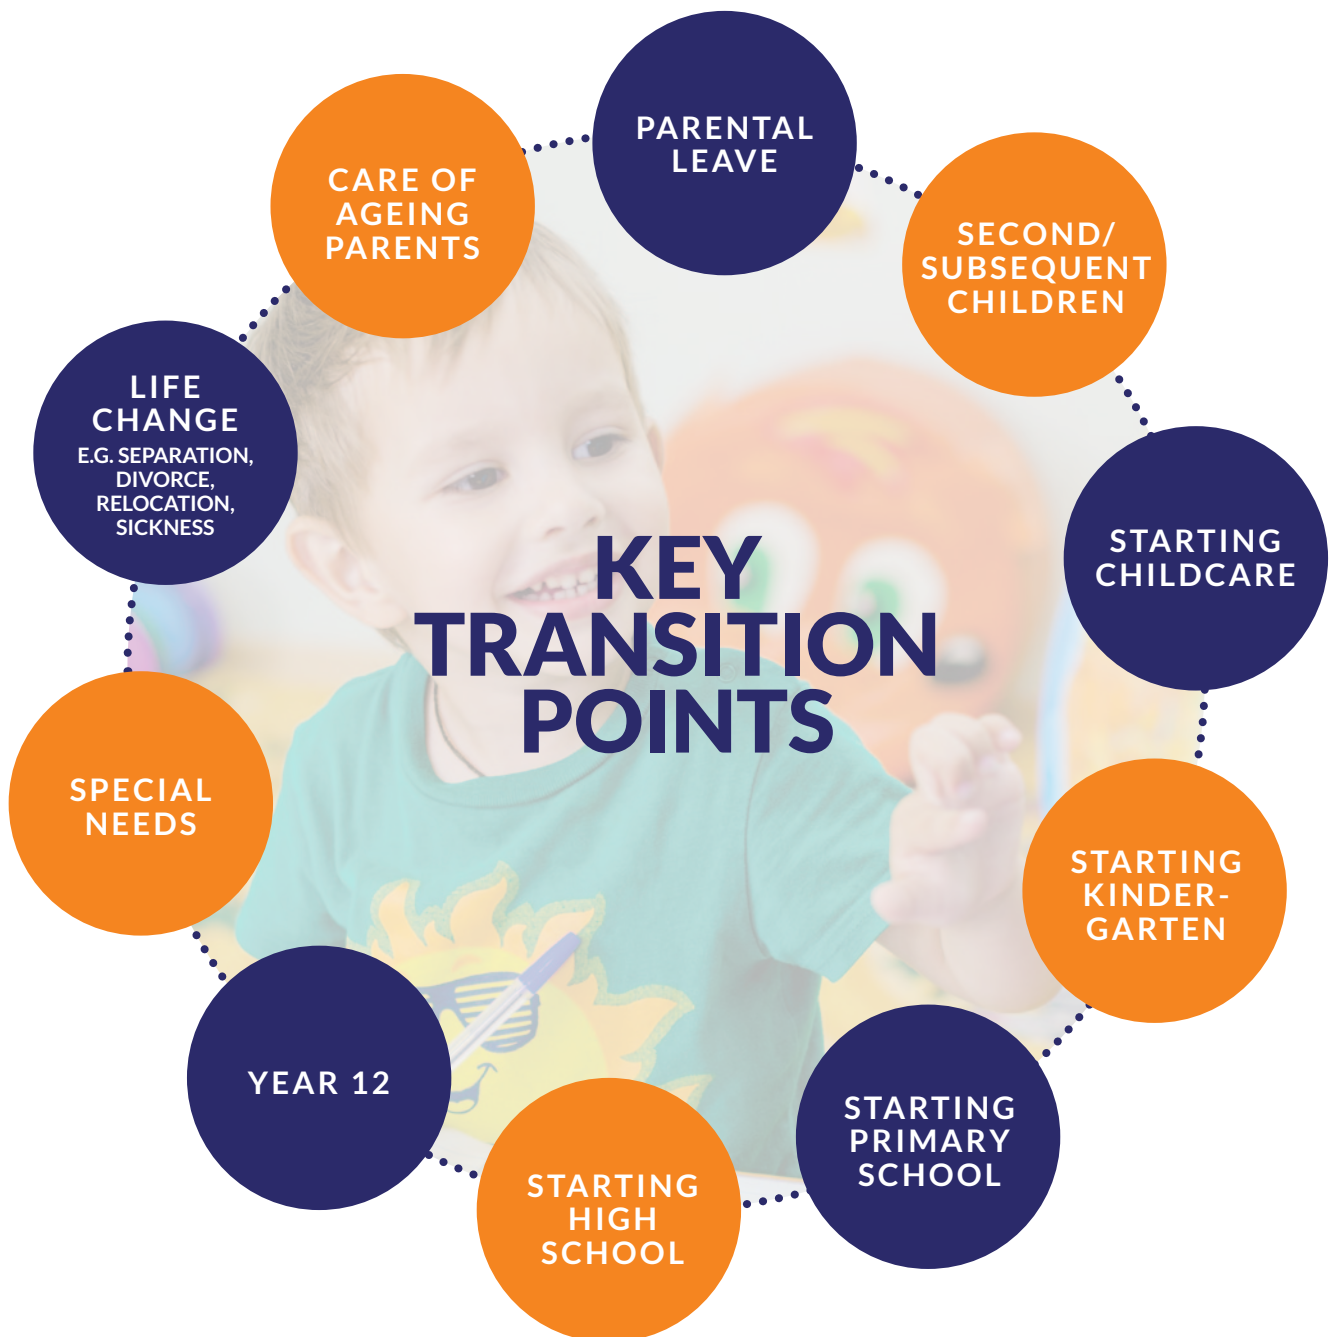 KEY
TRANSITION
POINTS
PARENTAL
LEAVE
SECOND/
SUBSEQUENT
CHILDREN
STARTING
CHILDCARE
STARTING
KINDER-
GARTEN
STARTING
PRIMARY
SCHOOL
STARTING
HIGH
SCHOOL
YEAR 12
SPECIAL
NEEDS
LIFE
CHANGE
E.G. SEPARATION,
DIVORCE,
RELOCATION,
SICKNESS
CARE OF
AGEING
PARENTS